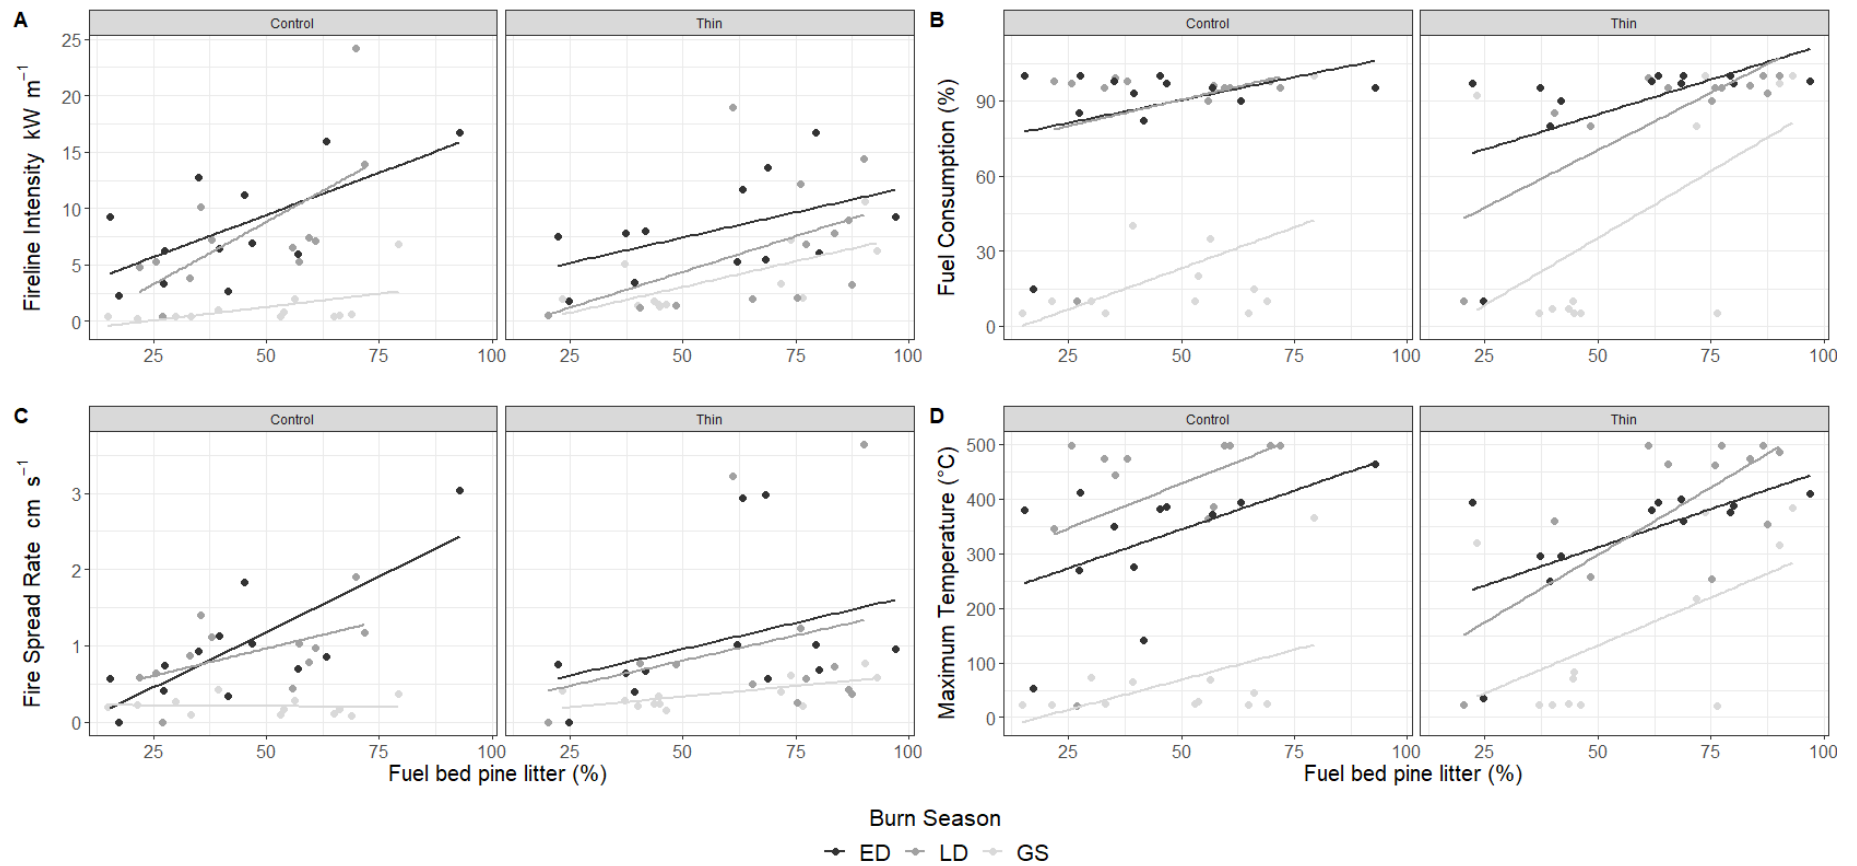 A
Control
Thin
Fireline Intensity kW m⁻¹
25
20
15
10
5
0
25 50 75 100
25 50 75 100
B
Control
Thin
Fuel Consumption (%)
90
60
30
0
25 50 75 100
25 50 75 100
C
Control
Thin
Fire Spread Rate cm s⁻¹
3
2
1
0
25 50 75 100
25 50 75 100
Fuel bed pine litter (%)
D
Control
Thin
Maximum Temperature (°C)
500
400
300
200
100
0
25 50 75 100
25 50 75 100
Fuel bed pine litter (%)
Burn Season
ED LD GS